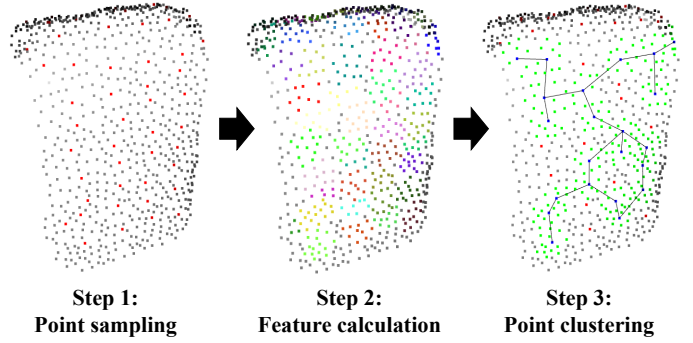 Step 1:
Point sampling
Step 2:
Feature calculation
Step 3:
Point clustering